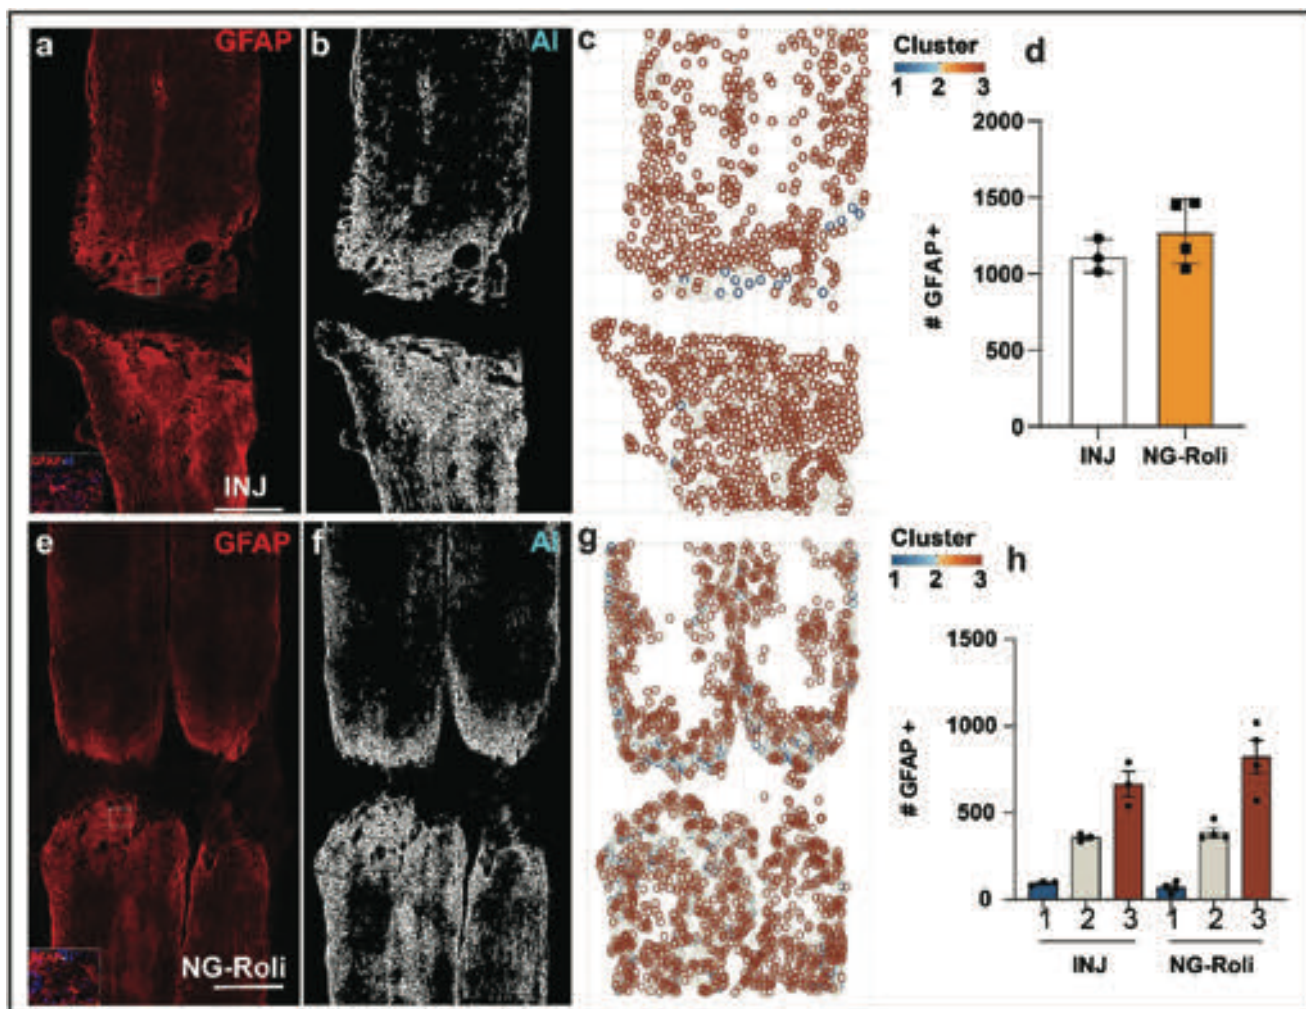 a GFAP
b AI
c
Cluster
1 2 3
d
2000
1500
1000
500
0
# GFAP+
INJ NG-Roli
INJ
e GFAP
f AI
g
Cluster
1 2 3
h
1500
1000
500
0
#GFAP+
1 2 3 1 2 3
INJ NG-Roli
NG-Roli